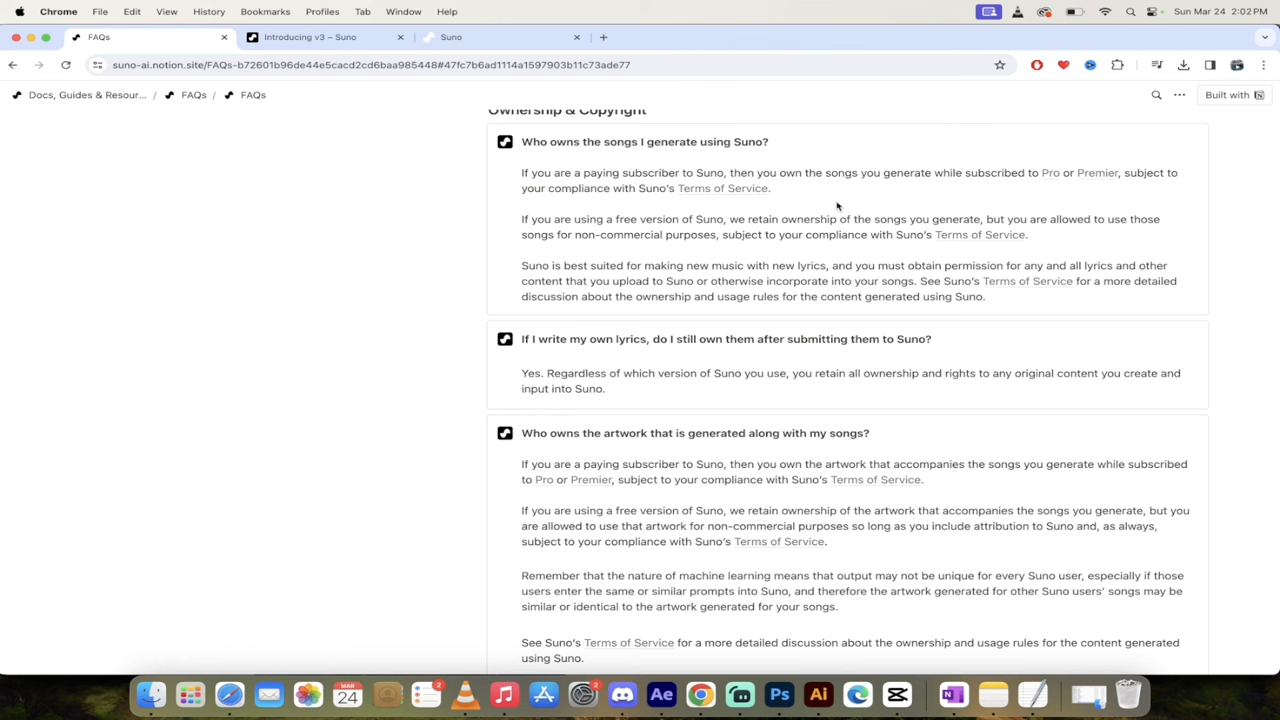 Chrome File Edit View History Bookmarks Profiles Tab Window Help Sun Mar 24 2:02 PM
FAQs Introducing v3 – Suno Suno
suno-ai.notion.site/FAQs-b72601b96de44e5cacd2cd6baa985448#47fc7b6ad1114a1597903b11c73ade77
Docs, Guides & Resour... / FAQs / FAQs Built with
Ownership & Copyright
Who owns the songs I generate using Suno?
If you are a paying subscriber to Suno, then you own the songs you generate while subscribed to Pro or Premier, subject to
your compliance with Suno's Terms of Service.
If you are using a free version of Suno, we retain ownership of the songs you generate, but you are allowed to use those
songs for non-commercial purposes, subject to your compliance with Suno's Terms of Service.
Suno is best suited for making new music with new lyrics, and you must obtain permission for any and all lyrics and other
content that you upload to Suno or otherwise incorporate into your songs. See Suno's Terms of Service for a more detailed
discussion about the ownership and usage rules for the content generated using Suno.
If I write my own lyrics, do I still own them after submitting them to Suno?
Yes. Regardless of which version of Suno you use, you retain all ownership and rights to any original content you create and
input into Suno.
Who owns the artwork that is generated along with my songs?
If you are a paying subscriber to Suno, then you own the artwork that accompanies the songs you generate while subscribed
to Pro or Premier, subject to your compliance with Suno's Terms of Service.
If you are using a free version of Suno, we retain ownership of the artwork that accompanies the songs you generate, but you
are allowed to use that artwork for non-commercial purposes so long as you include attribution to Suno and, as always,
subject to your compliance with Suno's Terms of Service.
Remember that the nature of machine learning means that output may not be unique for every Suno user, especially if those
users enter the same or similar prompts into Suno, and therefore the artwork generated for other Suno users' songs may be
similar or identical to the artwork generated for your songs.
See Suno's Terms of Service for a more detailed discussion about the ownership and usage rules for the content generated
using Suno.
MAR 24 2 2 Ae Ps Ai N